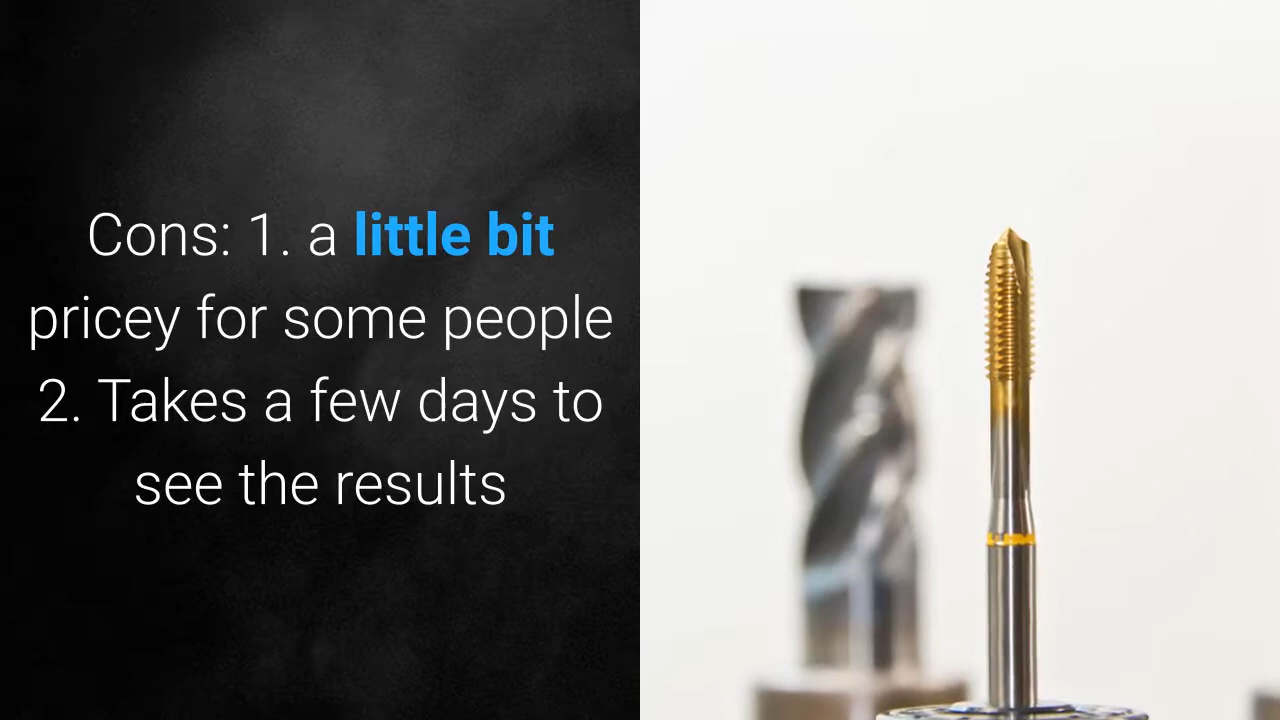 Cons: 1. a little bit
pricey for some people
2. Takes a few days to
see the results